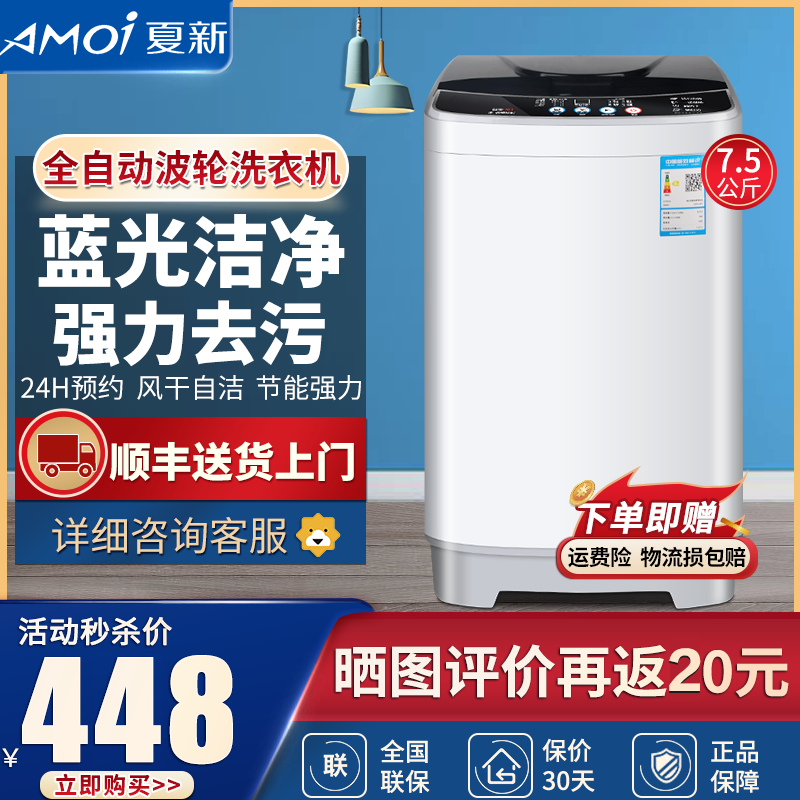 AMOi 夏新
全自动波轮洗衣机
7.5
公斤
蓝光洁净
强力去污
24H预约 风干自洁 节能强力
顺丰送货上门
详细咨询客服
下单即赠
运费险 物流损包赔
活动秒杀价
¥448
立即购买>>
晒图评价再返20元
联 全国联保
保价30天
正品保障